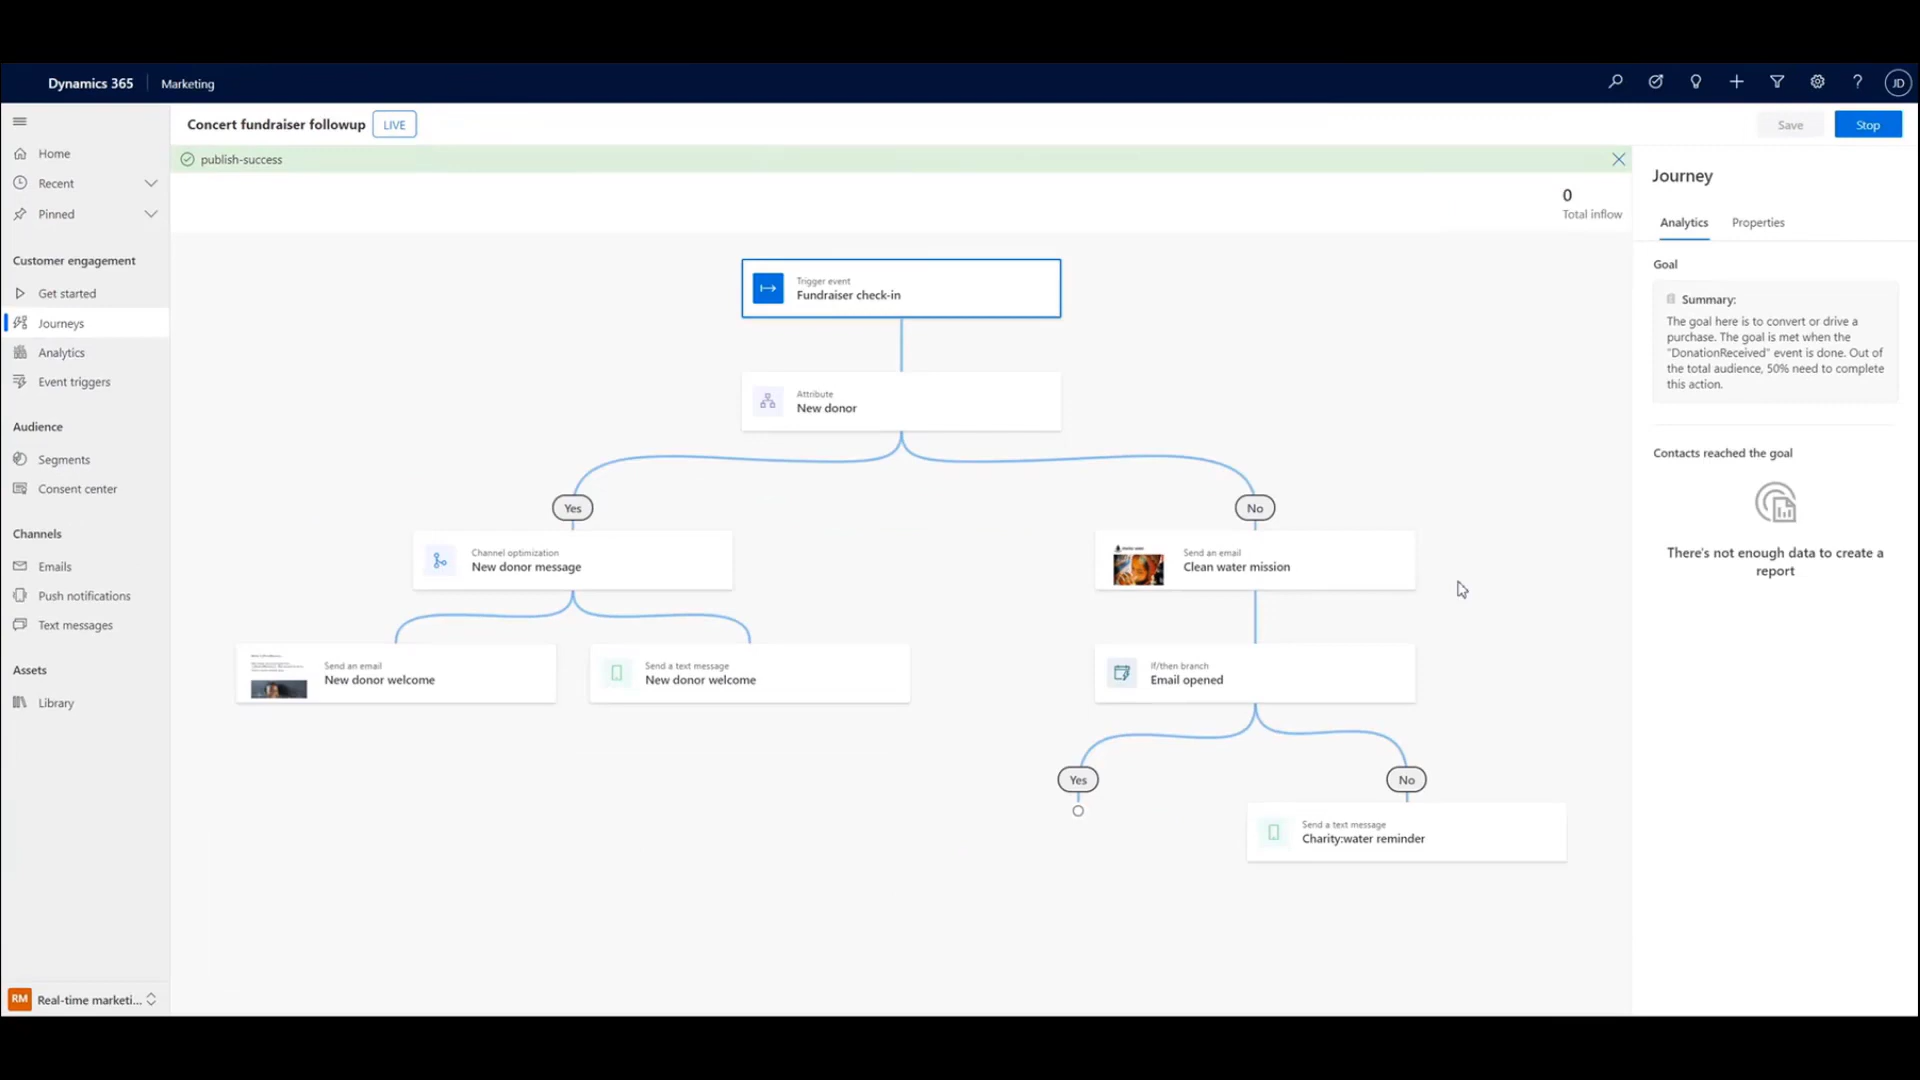 Dynamics 365
Marketing
JD
Concert fundraiser followup
LIVE
Save
Stop
publish-success
Home
Recent
Pinned
Customer engagement
Get started
Journeys
Analytics
Event triggers
Audience
Segments
Consent center
Channels
Emails
Push notifications
Text messages
Assets
Library
RM
Real-time marketi...
0
Total inflow
Trigger event
Fundraiser check-in
Attribute
New donor
Yes
No
Channel optimization
New donor message
Send an email
Clean water mission
Send an email
New donor welcome
Send a text message
New donor welcome
If/then branch
Email opened
Yes
No
Send a text message
Charity:water reminder
Journey
Analytics
Properties
Goal
Summary:
The goal here is to convert or drive a
purchase. The goal is met when the
"DonationReceived" event is done. Out of
the total audience, 50% need to complete
this action.
Contacts reached the goal
There's not enough data to create a
report